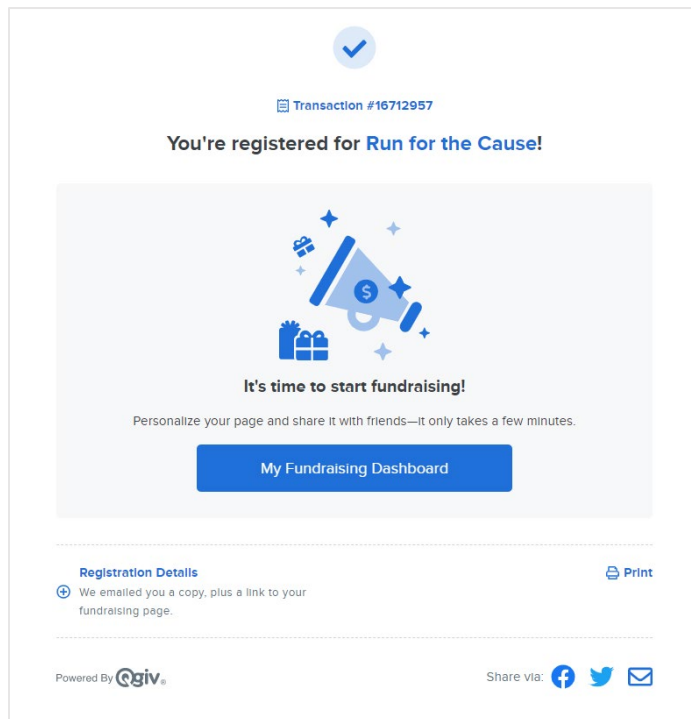 Transaction #16712957
You're registered for Run for the Cause!
$
It's time to start fundraising!
Personalize your page and share it with friends—it only takes a few minutes.
My Fundraising Dashboard
Registration Details
Print
We emailed you a copy, plus a link to your
fundraising page.
Powered By Qgiv®
Share via: